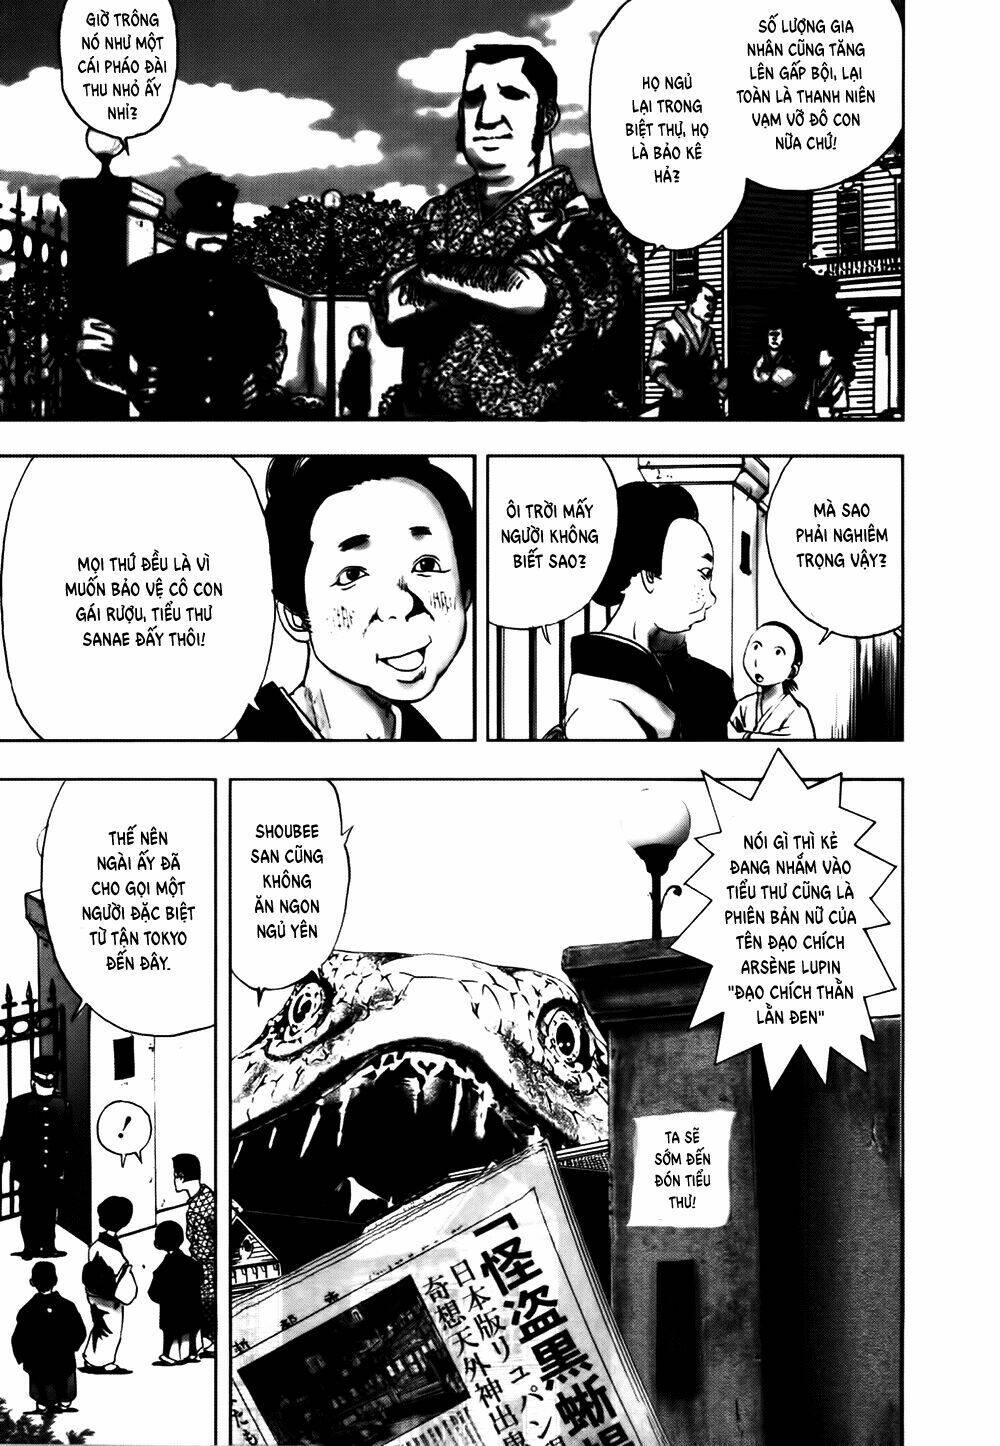 SỐ LƯỢNG GIA
NHÂN CŨNG TĂNG
LÊN GẤP BỘI, LẠI
TOÀN LÀ THANH NIÊN
VẠM VỠ ĐÔ CON
NỮA CHỨ!
HỌ NGỦ
LẠI TRONG
BIỆT THỰ, HỌ
LÀ BẢO KÊ
HẢ?
GIỜ TRÔNG
NÓ NHƯ MỘT
CÁI PHÁO ĐÀI
THU NHỎ ẤY
NHỈ?
MÀ SAO
PHẢI NGHIÊM
TRỌNG VẬY?
ÔI TRỜI MẤY
NGƯỜI KHÔNG
BIẾT SAO?
MỌI THỨ ĐỀU LÀ VÌ
MUỐN BẢO VỆ CÔ CON
GÁI RƯỢU, TIỂU THƯ
SANAE ĐẤY THÔI!
NÓI GÌ THÌ KẺ
ĐANG NHẮM VÀO
TIỂU THƯ CŨNG LÀ
PHIÊN BẢN NỮ CỦA
TÊN ĐẠO CHÍCH
ARSÈNE LUPIN
"ĐẠO CHÍCH THẰN
LẰN ĐEN"
TA SẼ
SỚM ĐẾN
ĐÓN TIỂU
THƯ!
「怪盗黒蜥蜴
日本版リュパン
奇想天外神出鬼
SHOUBEE
SAN CŨNG
KHÔNG
ĂN NGON
NGỦ YÊN
THẾ NÊN
NGÀI ẤY ĐÃ
CHO GỌI MỘT
NGƯỜI ĐẶC BIỆT
TỪ TẬN TOKYO
ĐẾN ĐÂY.
!